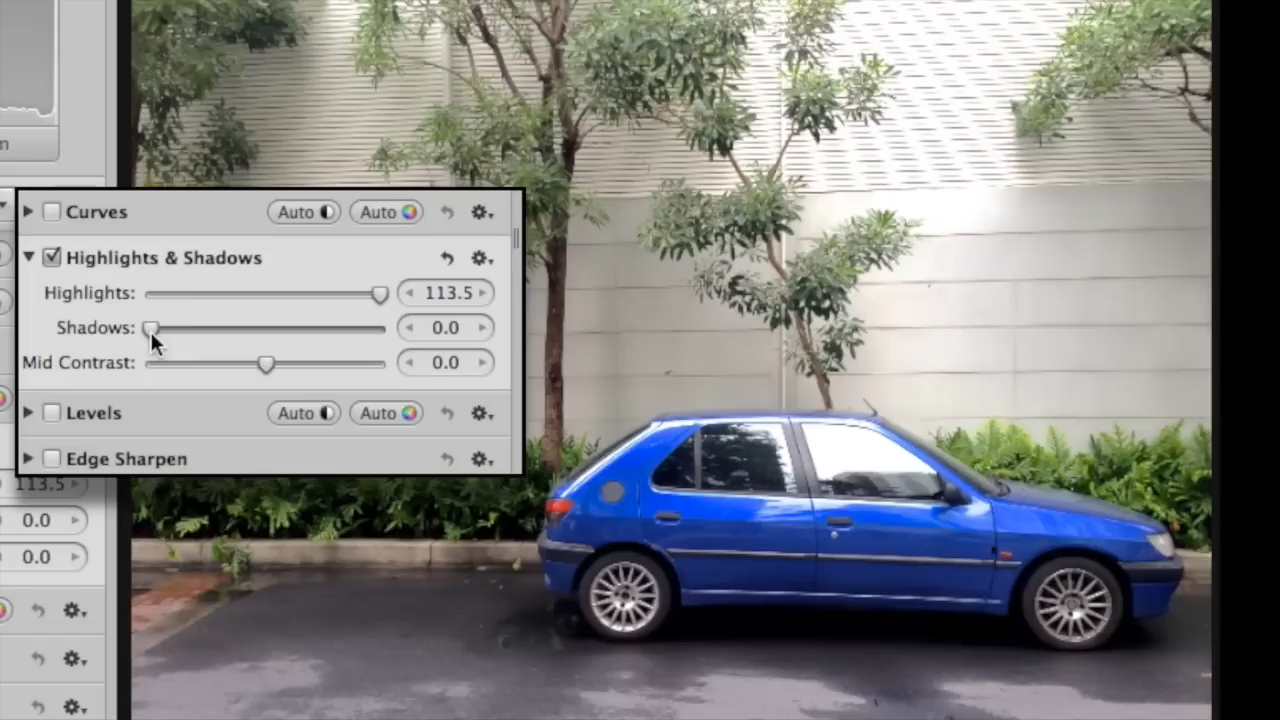 m
Curves Auto Auto
Highlights & Shadows
Highlights: 113.5
Shadows: 0.0
Mid Contrast: 0.0
Levels Auto Auto
Edge Sharpen
113.5
0.0
0.0